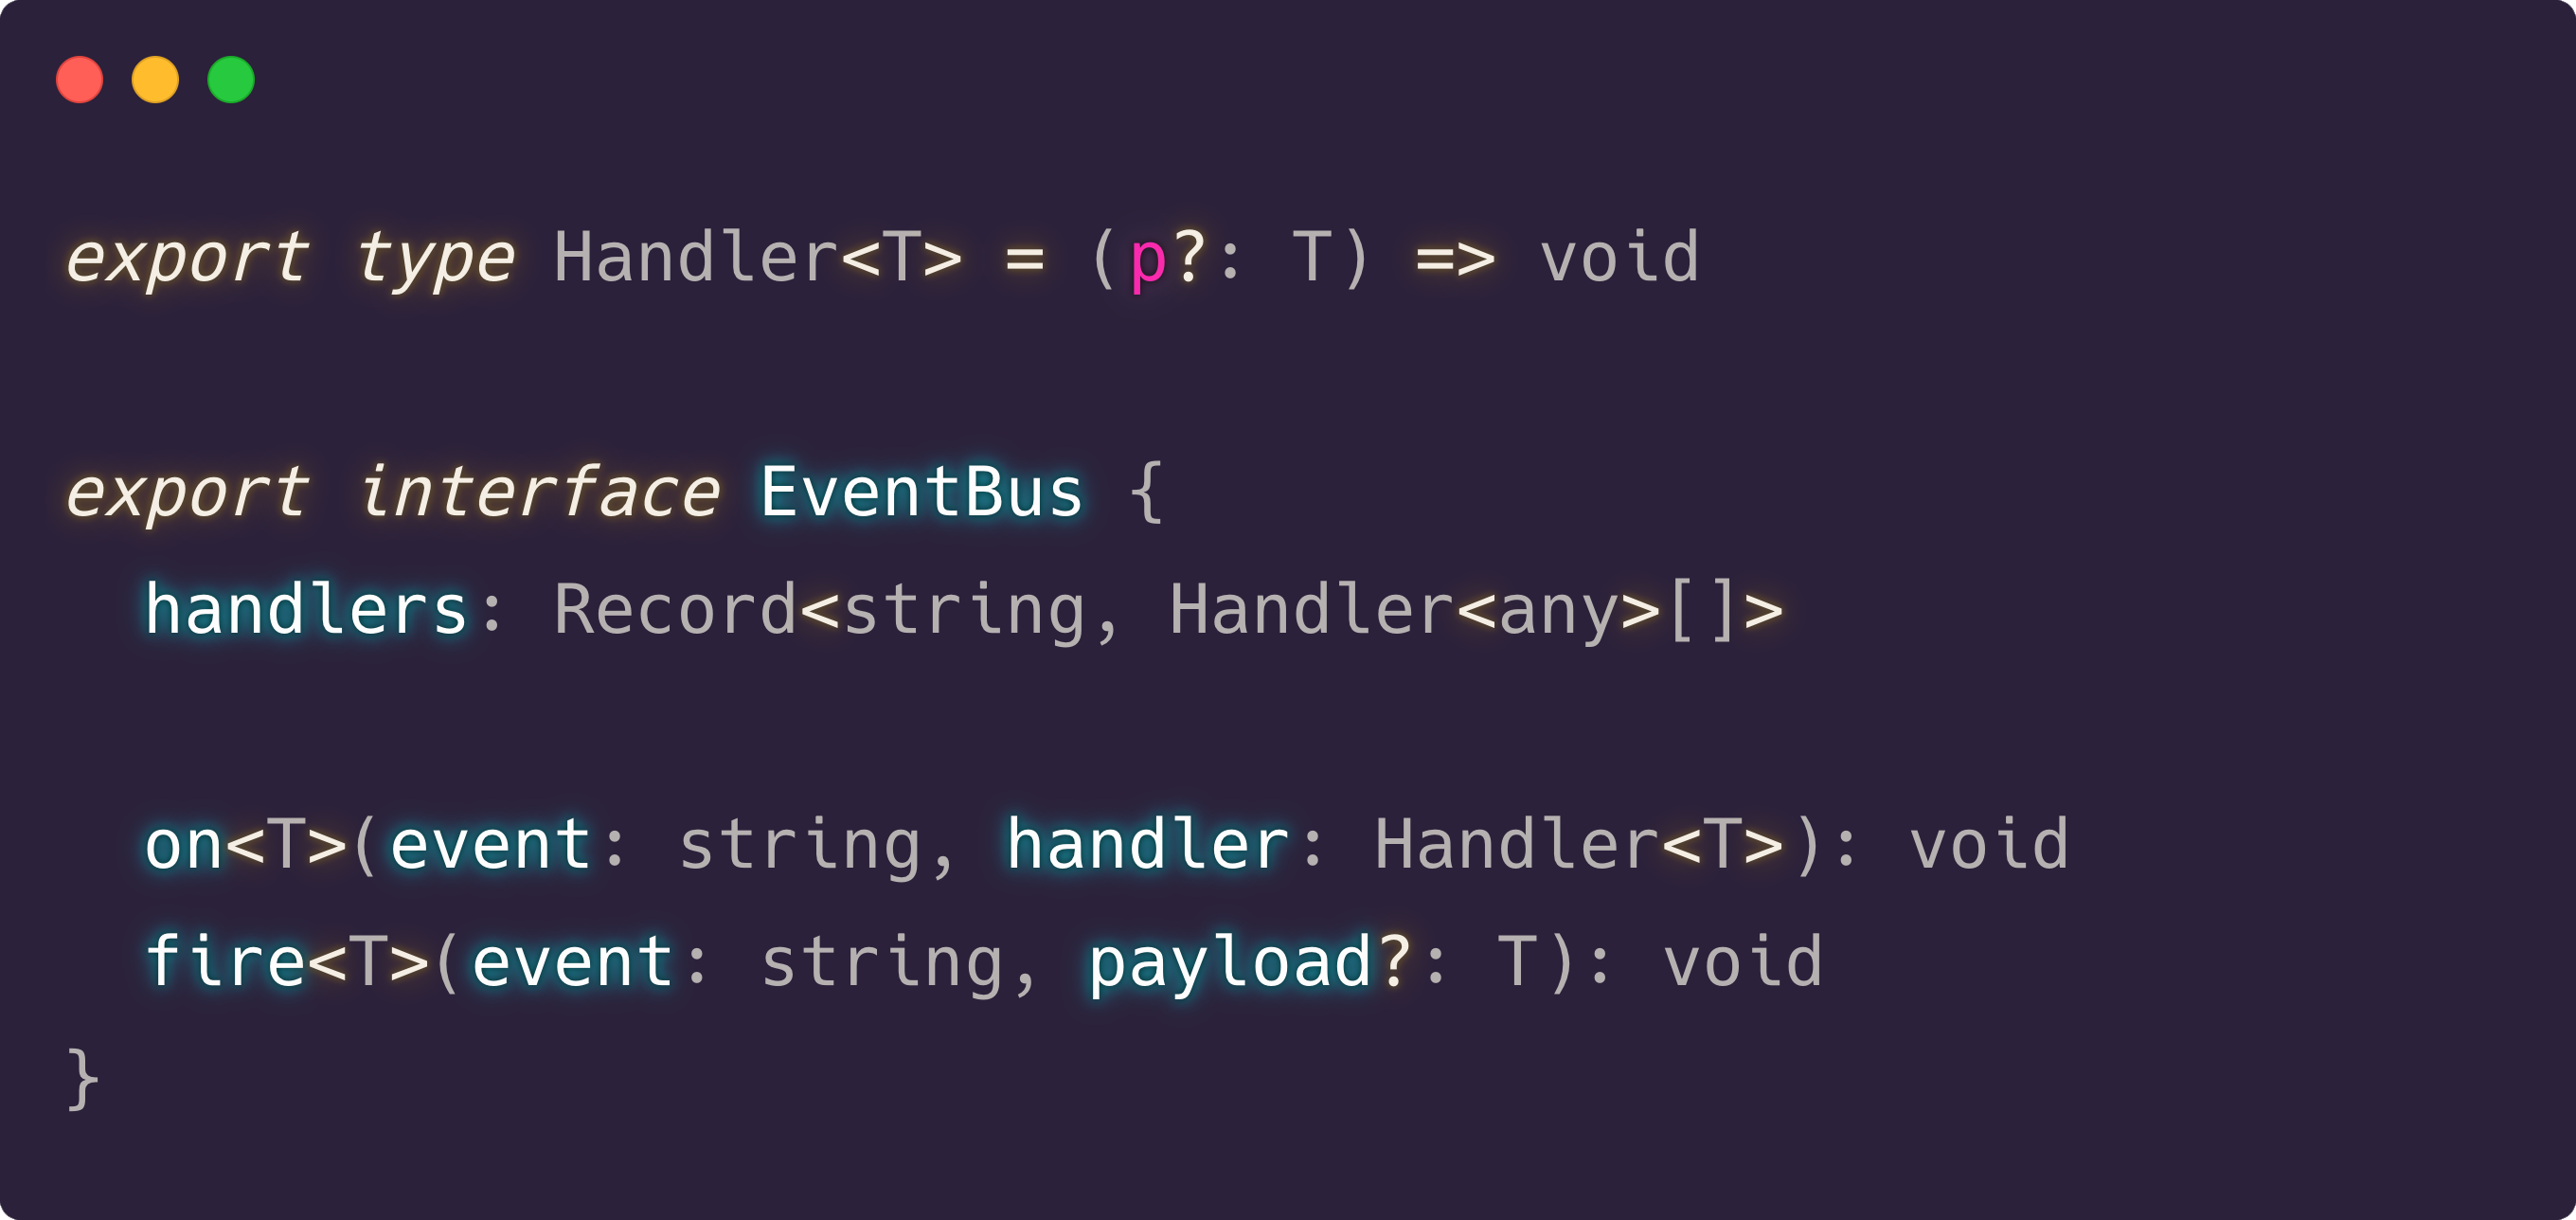 export type Handler<T> = (p?: T) => void
export interface EventBus {
  handlers: Record<string, Handler<any>[]>
  on<T>(event: string, handler: Handler<T>): void
  fire<T>(event: string, payload?: T): void
}